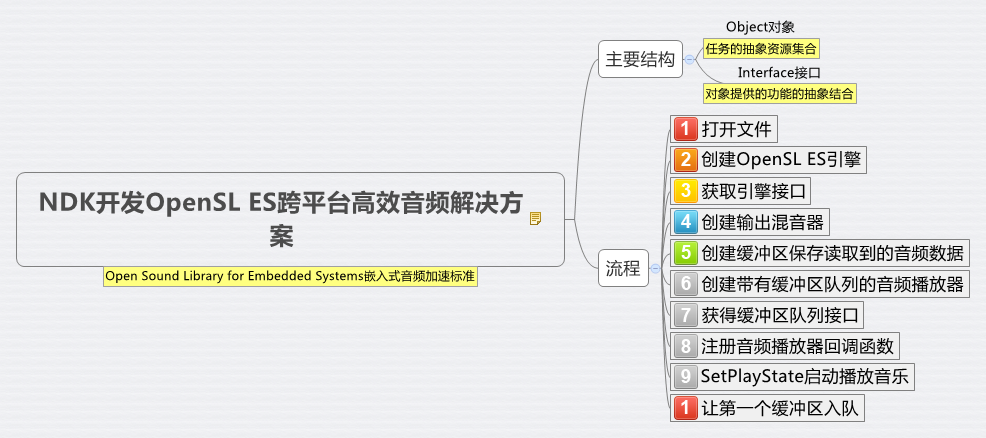 NDK开发OpenSL ES跨平台高效音频解决方
案
Open Sound Library for Embedded Systems嵌入式音频加速标准
主要结构
Object对象
任务的抽象资源集合
Interface接口
对象提供的功能的抽象结合
流程
1 打开文件
2 创建OpenSL ES引擎
3 获取引擎接口
4 创建输出混音器
5 创建缓冲区保存读取到的音频数据
6 创建带有缓冲区队列的音频播放器
7 获得缓冲区队列接口
8 注册音频播放器回调函数
9 SetPlayState启动播放音乐
1 让第一个缓冲区入队